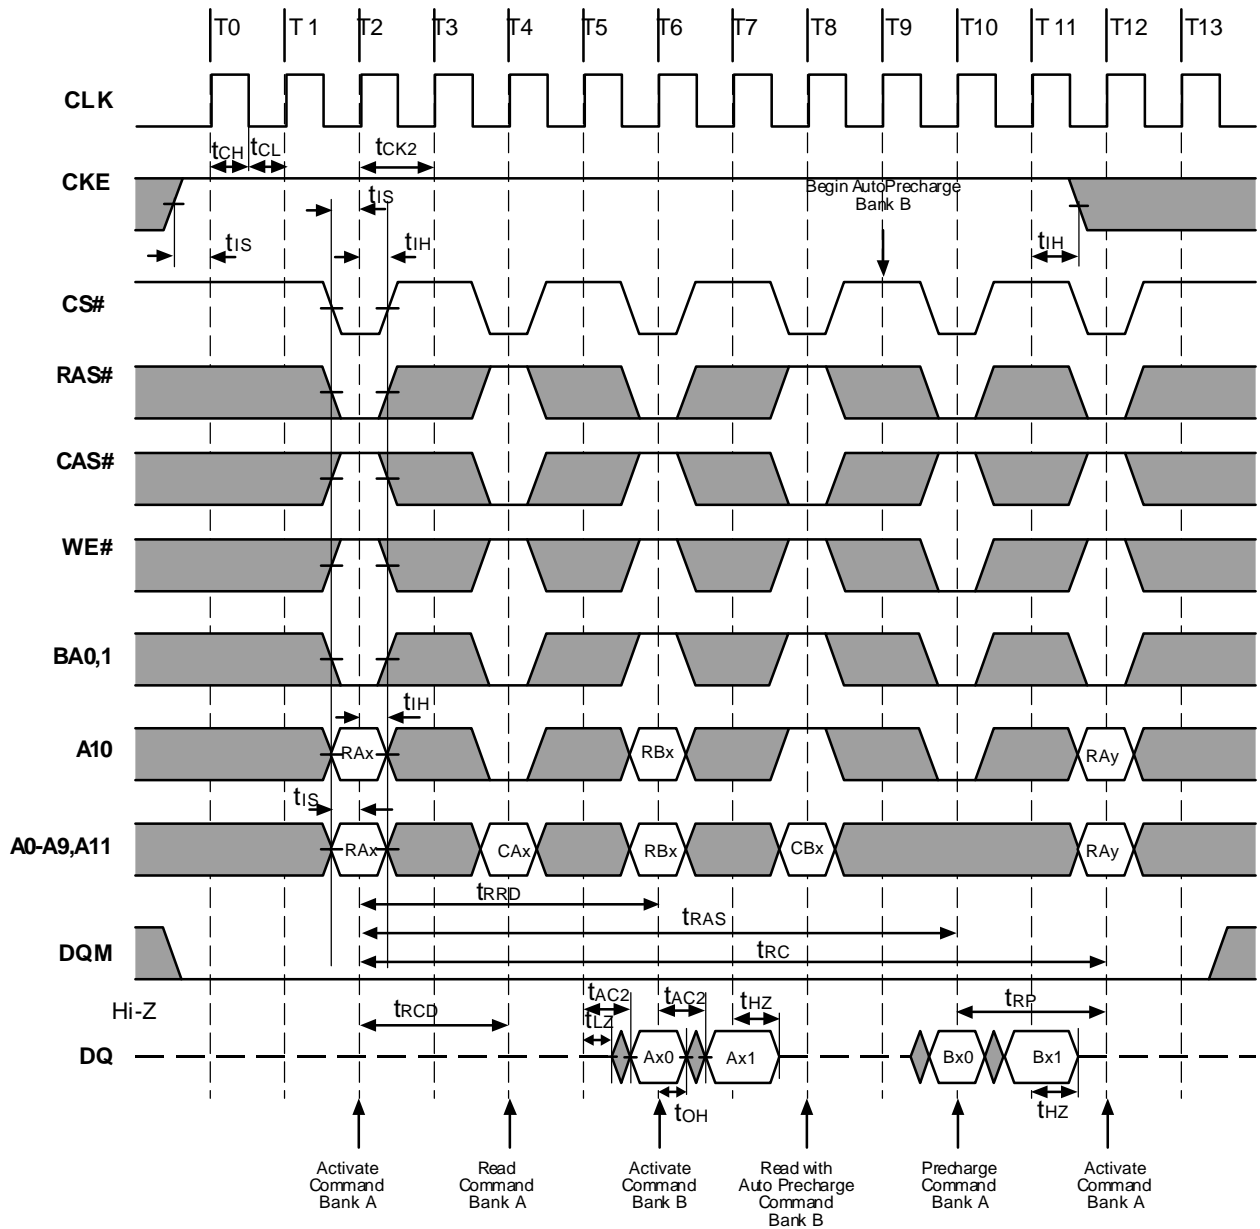 T0 T1 T2 T3 T4 T5 T6 T7 T8 T9 T10 T11 T12 T13
CLK
tCH tCL tCK2
CKE
tIS
Begin AutoPrecharge
Bank B
tIS tIH tIH
CS#
RAS#
CAS#
WE#
BA0,1
tIH
A10
RAx RBx RAy
tIS
A0-A9,A11
RAx CAx RBx CBx RAy
tRRD
tRAS
DQM
tRC
Hi-Z
tRCD tAC2 tAC2 tHZ tRP
tLZ
DQ
Ax0 Ax1 Bx0 Bx1
tOH tHZ
Activate
Command
Bank A
Read
Command
Bank A
Activate
Command
Bank B
Read with
Auto Precharge
Command
Bank B
Precharge
Command
Bank A
Activate
Command
Bank A